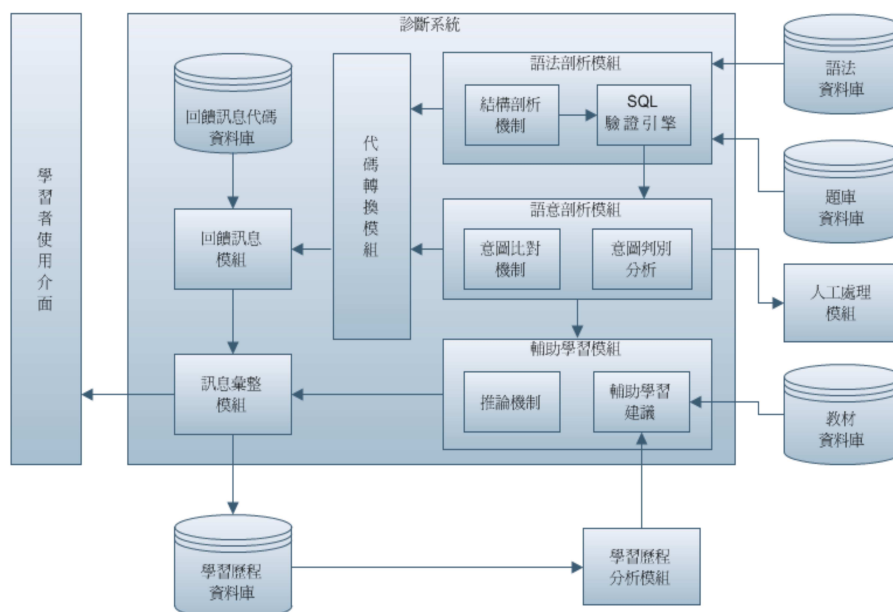 診斷系統
學
習
者
使
用
介
面
回饋訊息代碼
資料庫
回饋訊息
模組
訊息彙整
模組
代
碼
轉
換
模
組
語法剖析模組
結構剖析
機制
SQL
驗證引擎
語意剖析模組
意圖比對
機制
意圖判別
分析
輔助學習模組
推論機制
輔助學習
建議
語法
資料庫
題庫
資料庫
人工處理
模組
教材
資料庫
學習歷程
資料庫
學習歷程
分析模組